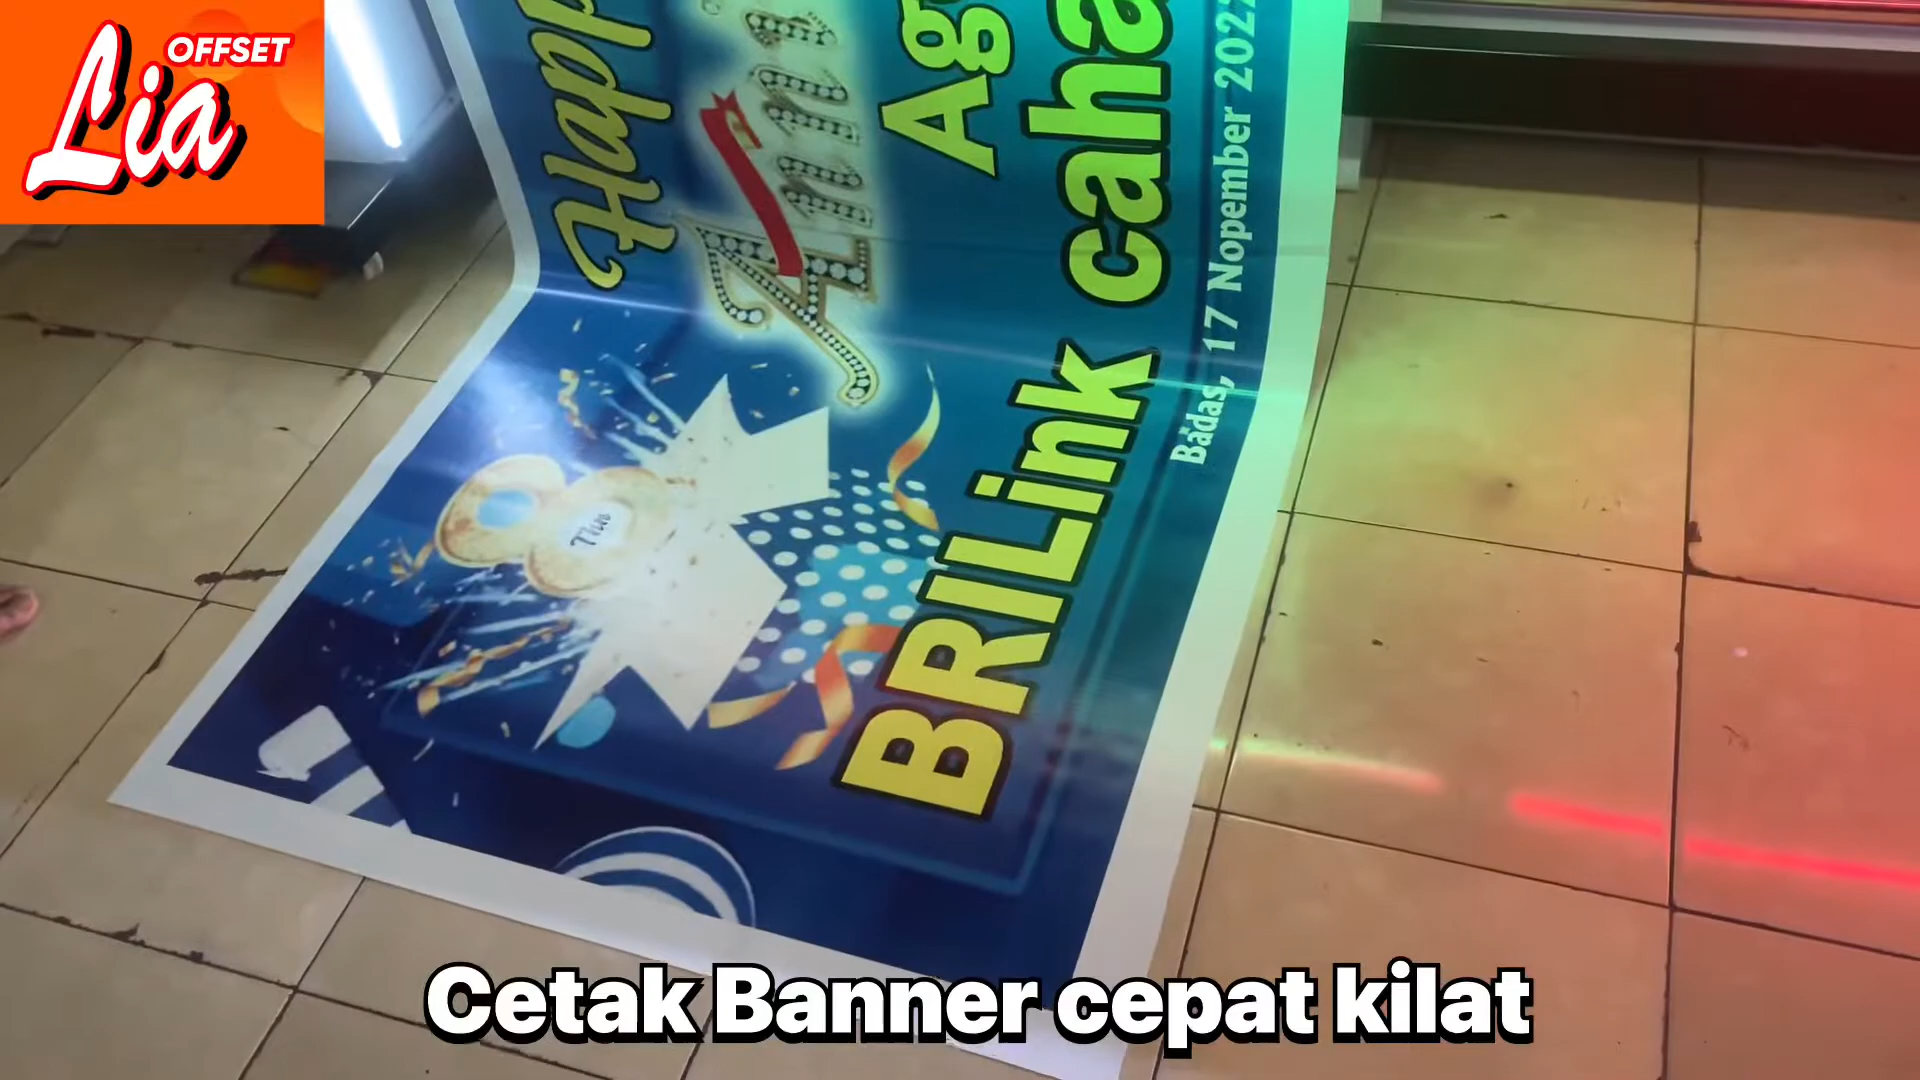 OFFSET
Lia
Happ
Ag
BRILink caha
Badas, 17 Nopember 202
Cetak Banner cepat kilat